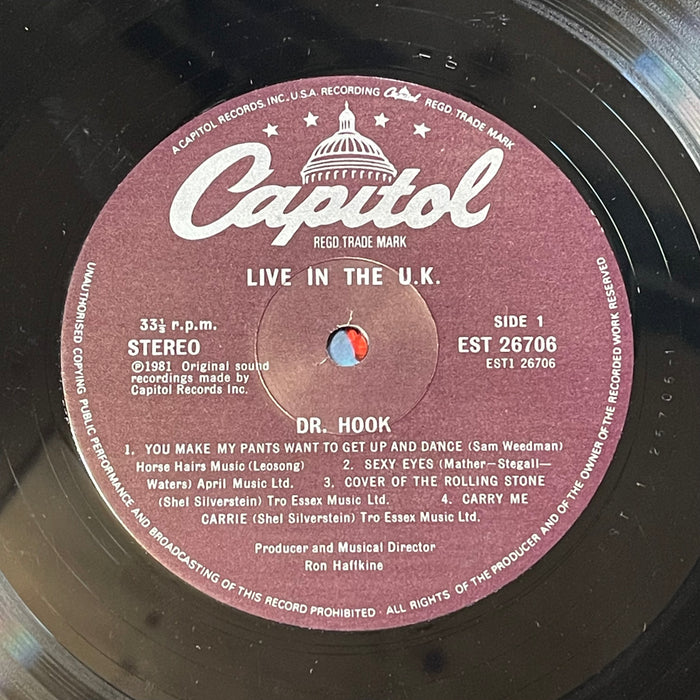 A CAPITOL RECORDS, INC., U.S.A. RECORDING Capitol REGD. TRADE MARK
Capitol
REGD. TRADE MARK
LIVE IN THE U.K.
33⅓ r.p.m.
STEREO
℗1981 Original sound
recordings made by
Capitol Records Inc.
SIDE 1
EST 26706
EST1 26706
DR. HOOK
1. YOU MAKE MY PANTS WANT TO GET UP AND DANCE (Sam Weedman)
Horse Hairs Music (Leosong) 2. SEXY EYES (Mather—Stegall—
Waters) April Music Ltd. 3. COVER OF THE ROLLING STONE
(Shel Silverstein) Tro Essex Music Ltd. 4. CARRY ME
CARRIE (Shel Silverstein) Tro Essex Music Ltd.
Producer and Musical Director
Ron Haffkine
UNAUTHORISED COPYING PUBLIC PERFORMANCE AND BROADCASTING OF THIS RECORD PROHIBITED · ALL RIGHTS OF THE PRODUCER AND OF THE OWNER OF THE RECORDED WORK RESERVED